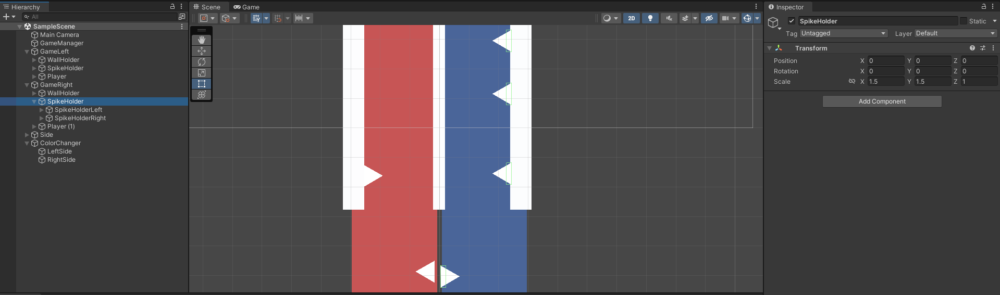 Hierarchy
All
SampleScene
Main Camera
GameManager
GameLeft
WallHolder
SpikeHolder
Player
GameRight
WallHolder
SpikeHolder
SpikeHolderLeft
SpikeHolderRight
Player (1)
Side
ColorChanger
LeftSide
RightSide
Scene
Game
2D
Inspector
SpikeHolder
Static
Tag Untagged
Layer Default
Transform
Position X 0 Y 0 Z 0
Rotation X 0 Y 0 Z 0
Scale X 1.5 Y 1.5 Z 1
Add Component